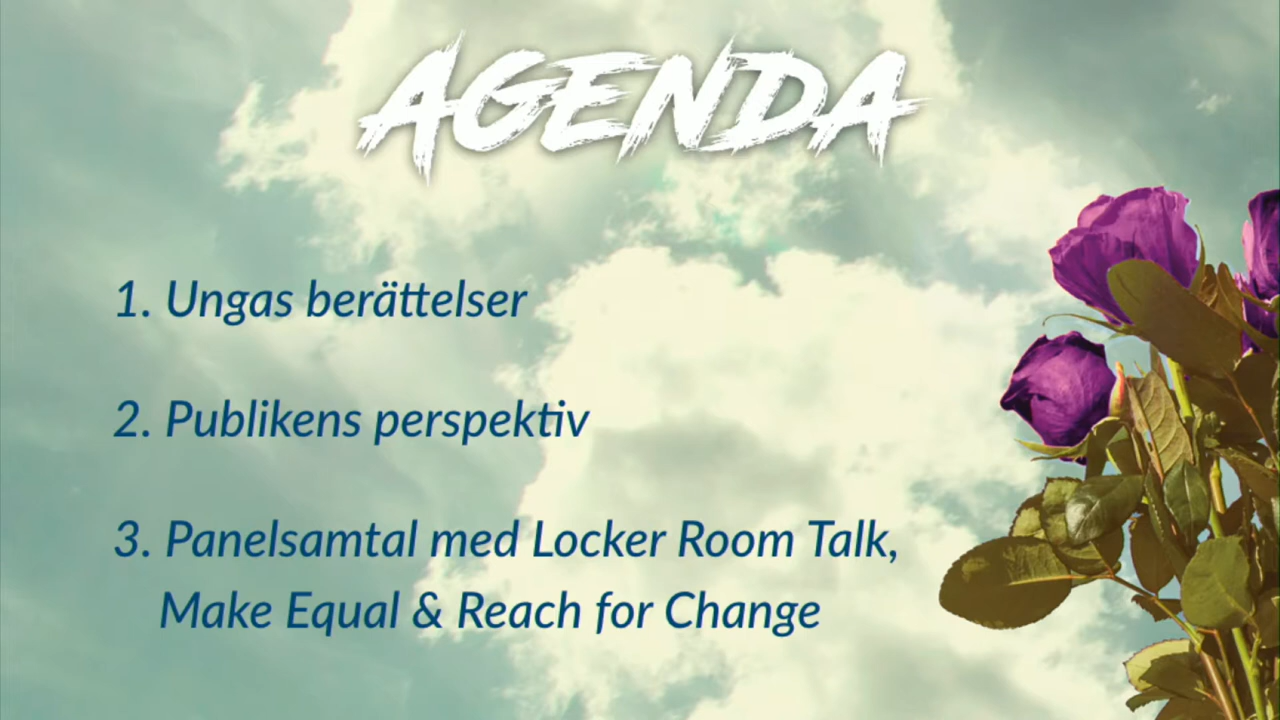 AGENDA
1. Ungas berättelser
2. Publikens perspektiv
3. Panelsamtal med Locker Room Talk,
Make Equal & Reach for Change